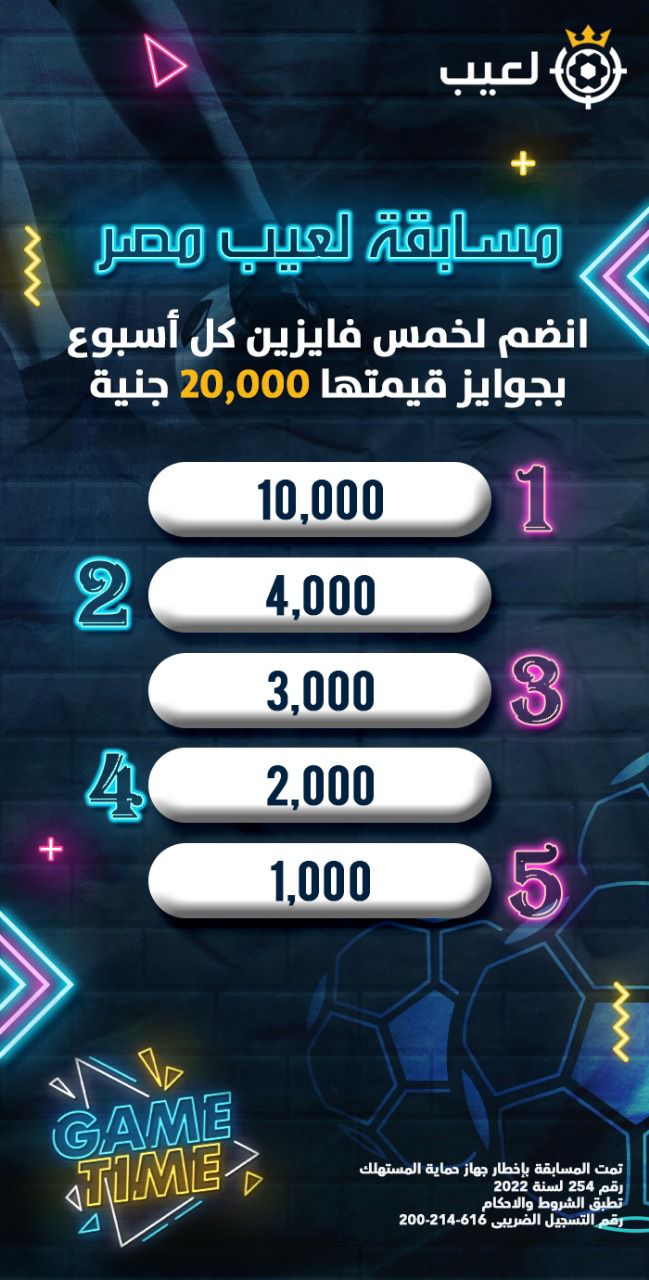 لعيب
مسابقة لعيب مصر
انضم لخمس فايزين كل أسبوع
بجوايز قيمتها 20,000 جنية
10,000 1
2 4,000
3,000 3
4 2,000
1,000 5
GAME
TIME
تمت المسابقة بإخطار جهاز حماية المستهلك
رقم 254 لسنة 2022
تطبق الشروط والاحكام
رقم التسجيل الضريبى 616-214-200